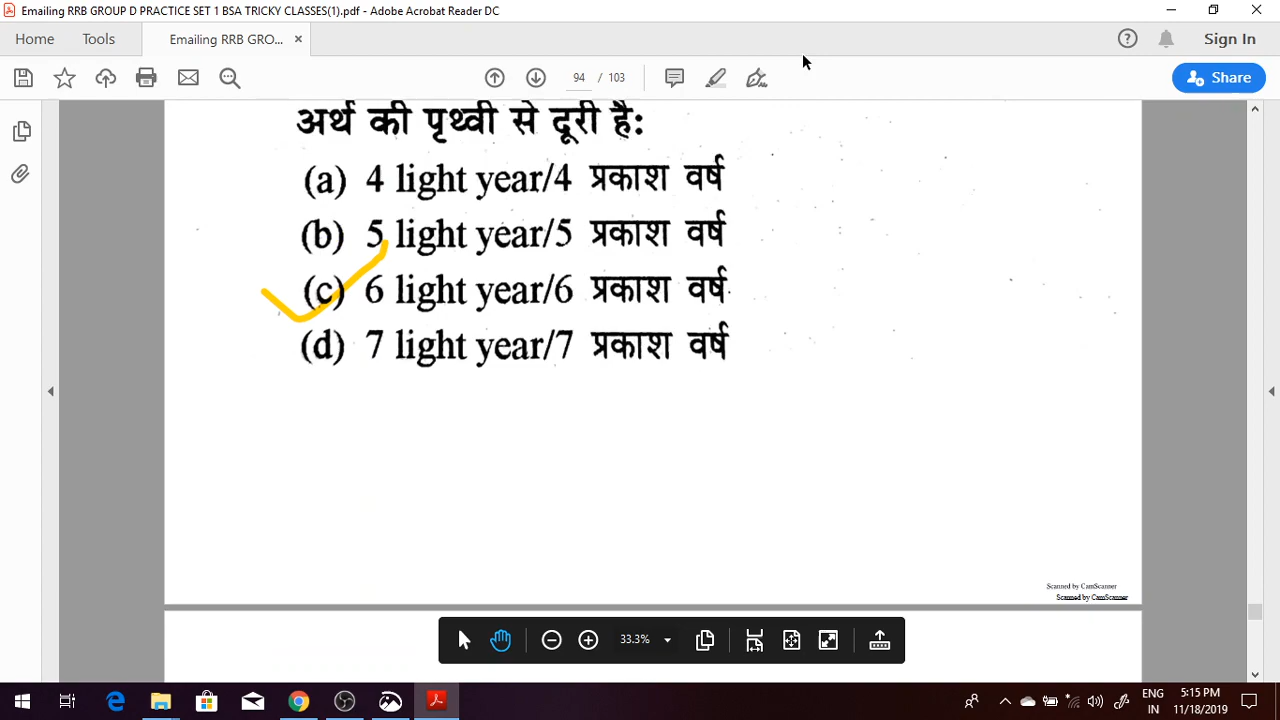 Emailing RRB GROUP D PRACTICE SET 1 BSA TRICKY CLASSES(1).pdf - Adobe Acrobat Reader DC
Home Tools Emailing RRB GRO... × Sign In
94 / 103 Share
अर्थ की पृथ्वी से दूरी है:
(a) 4 light year/4 प्रकाश वर्ष
(b) 5 light year/5 प्रकाश वर्ष
(c) 6 light year/6 प्रकाश वर्ष
(d) 7 light year/7 प्रकाश वर्ष
Scanned by CamScanner
Scanned by CamScanner
33.3%
ENG 5:15 PM
IN 11/18/2019